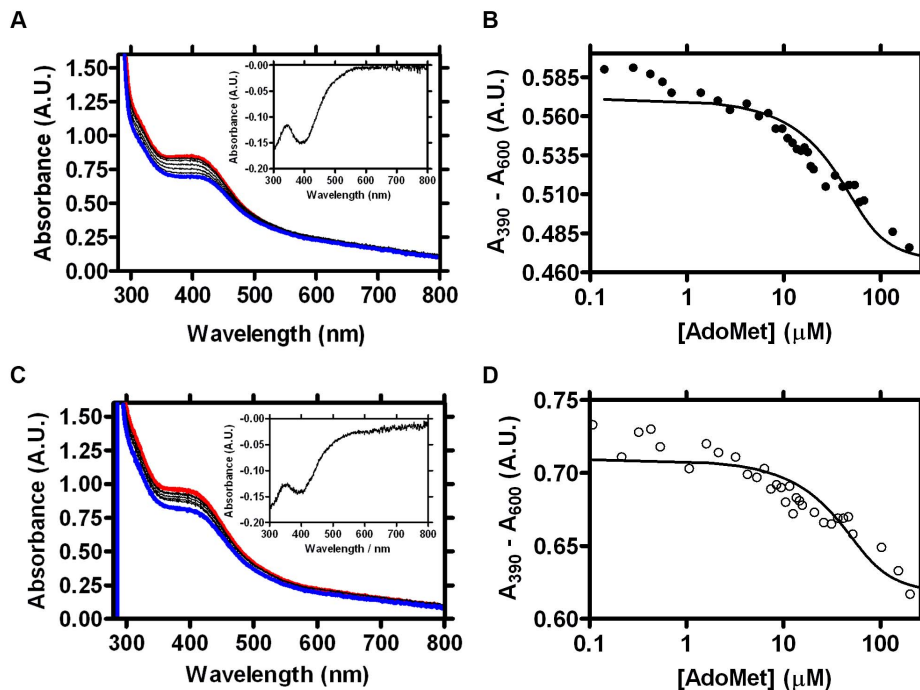 A
B
Absorbance (A.U.)
1.50
1.25
1.00
0.75
0.50
0.25
0.00
300 400 500 600 700 800
Wavelength (nm)
Absorbance (A.U.)
-0.00
-0.05
-0.10
-0.15
-0.20
300 400 500 600 700 800
Wavelength (nm)
A390 - A600 (A.U.)
0.585
0.560
0.535
0.510
0.485
0.460
0.1 1 10 100
[AdoMet] (μM)
C
D
Absorbance (A.U.)
1.50
1.25
1.00
0.75
0.50
0.25
0.00
300 400 500 600 700 800
Wavelength (nm)
Absorbance (A.U.)
-0.00
-0.05
-0.10
-0.15
-0.20
300 400 500 600 700 800
Wavelength / nm
A390 - A600 (A.U.)
0.75
0.70
0.65
0.60
0.1 1 10 100
[AdoMet] (μM)